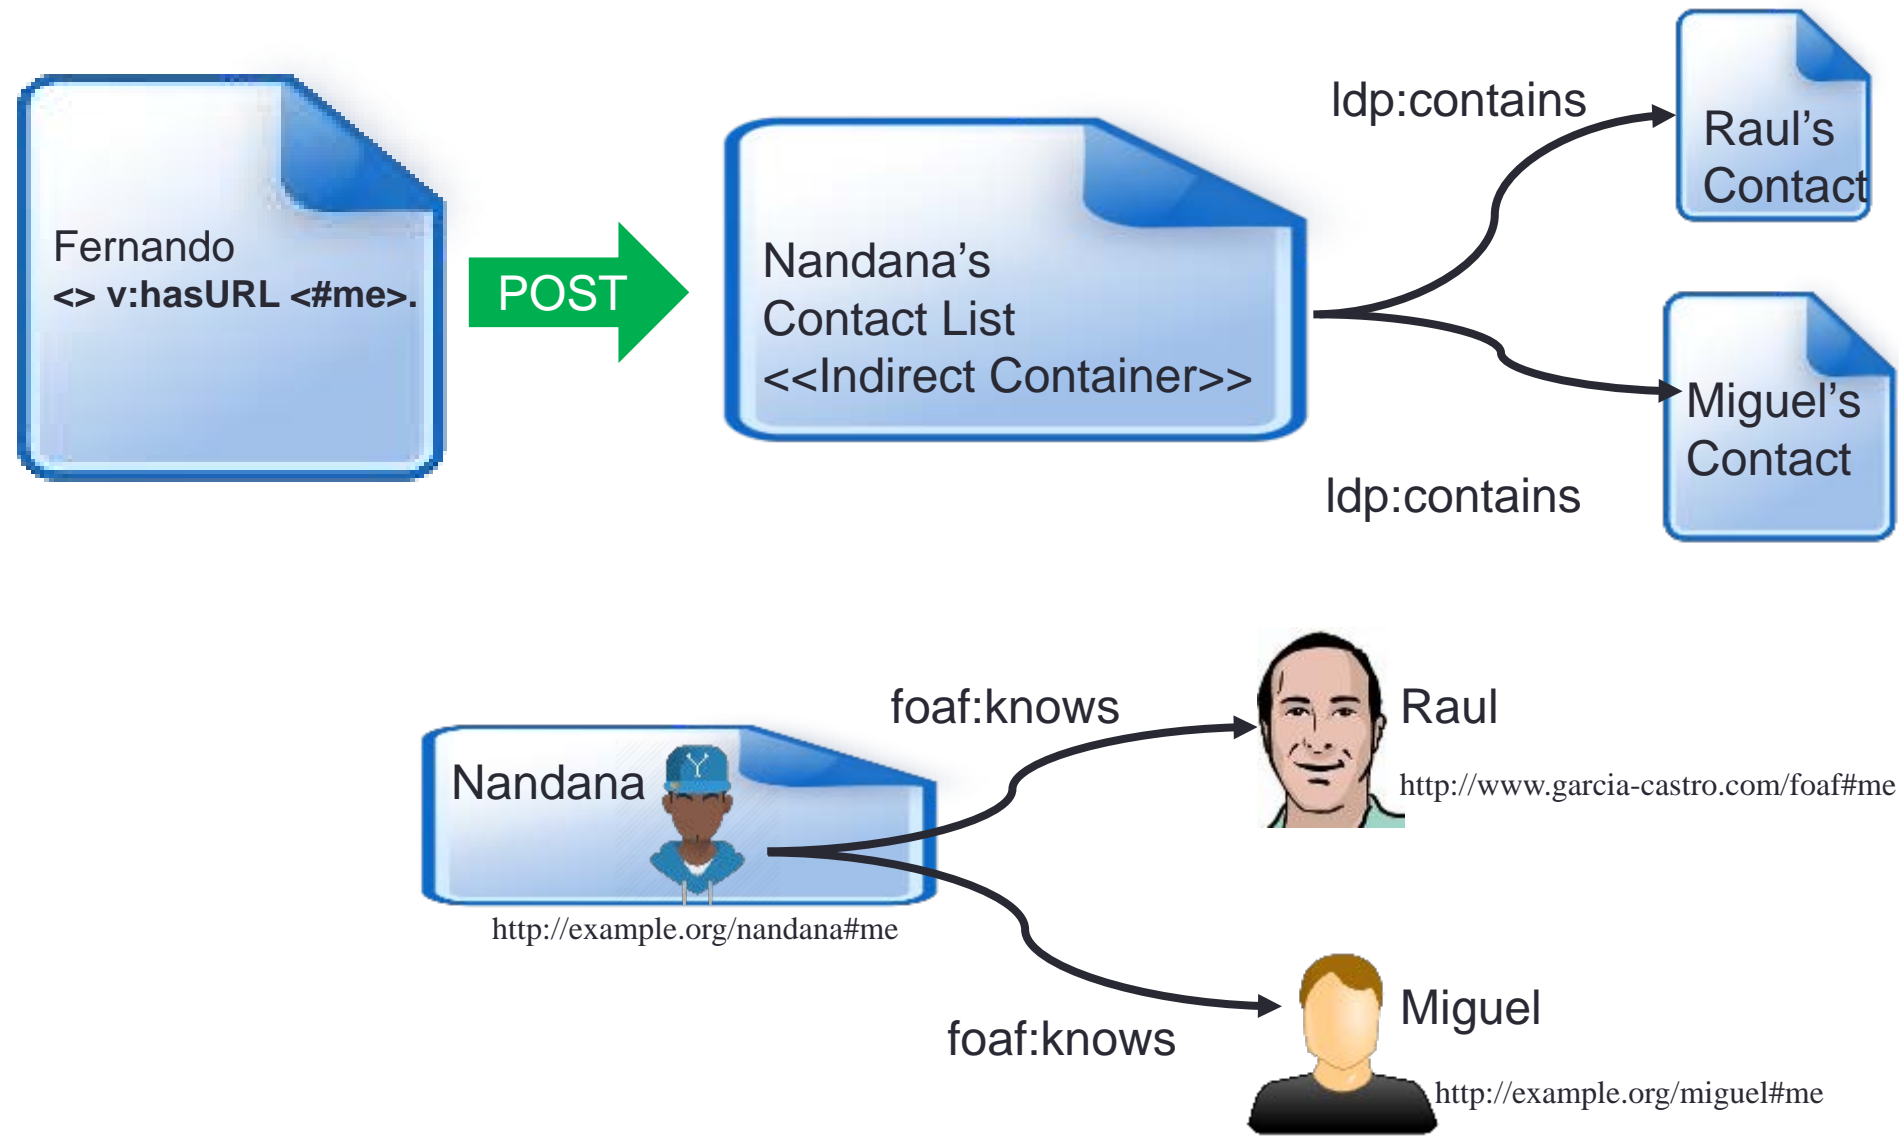 ldp:contains
Raul's
Contact
Fernando
<> v:hasURL <#me>.
POST
Nandana's
Contact List
<<Indirect Container>>
Miguel's
Contact
ldp:contains
foaf:knows
Raul
Nandana
Y
http://www.garcia-castro.com/foaf#me
http://example.org/nandana#me
foaf:knows
Miguel
http://example.org/miguel#me